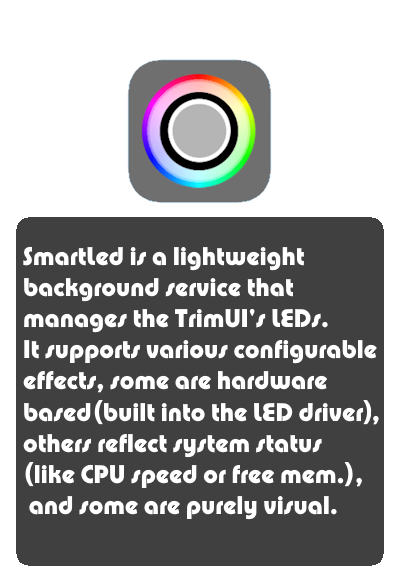 SmartLed is a lightweight
background service that
manages the TrimUI's LEDs.
It supports various configurable
effects, some are hardware
based(built into the LED driver),
others reflect system status
(like CPU speed or free mem.),
and some are purely visual.